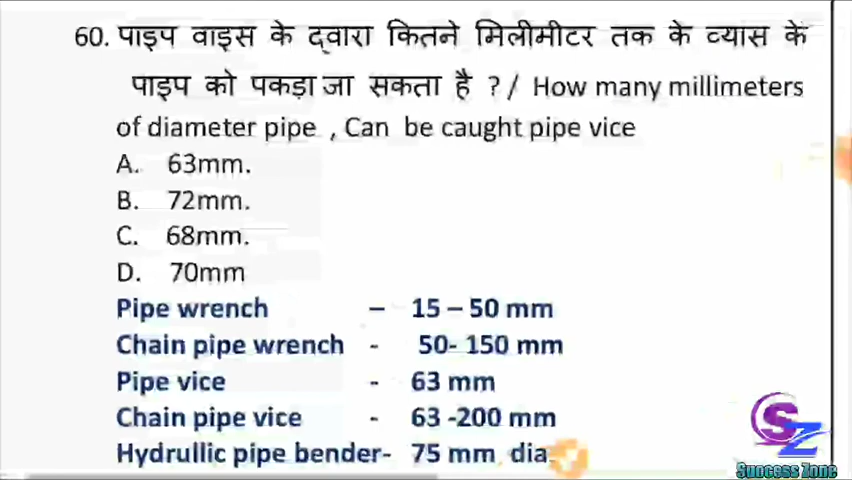 60. पाइप वाइस के द्वारा कितने मिलीमीटर तक के व्यास के
पाइप को पकड़ा जा सकता है ? / How many millimeters
of diameter pipe , Can be caught pipe vice
A. 63mm.
B. 72mm.
C. 68mm.
D. 70mm
Pipe wrench – 15 – 50 mm
Chain pipe wrench - 50- 150 mm
Pipe vice - 63 mm
Chain pipe vice - 63 -200 mm
Hydrullic pipe bender- 75 mm dia
SZ
Success Zone